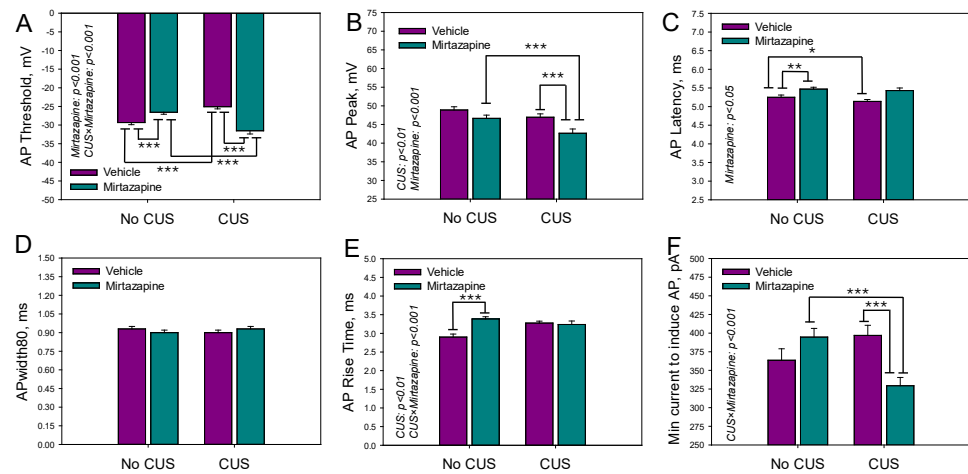 A
AP Threshold, mV
0
-5
-10
-15
-20
-25
-30
-35
-40
-45
-50
Mirtazapine: p<0.001
CUS×Mirtazapine: p<0.001
***
***
***
***
Vehicle
Mirtazapine
No CUS
CUS
B
AP Peak, mV
75
70
65
60
55
50
45
40
35
30
25
Vehicle
Mirtazapine
***
***
CUS: p<0.01
Mirtazapine: p<0.001
No CUS
CUS
C
AP Latency, ms
7.5
7.0
6.5
6.0
5.5
5.0
4.5
4.0
3.5
3.0
2.5
Vehicle
Mirtazapine
*
**
Mirtazapine: p<0.05
No CUS
CUS
D
APwidth80, ms
1.50
1.35
1.20
1.05
0.90
0.75
0.60
0.45
0.30
0.15
0.00
Vehicle
Mirtazapine
No CUS
CUS
E
AP Rise Time, ms
5.0
4.5
4.0
3.5
3.0
2.5
2.0
1.5
1.0
0.5
0.0
Vehicle
Mirtazapine
***
CUS: p<0.01
CUS×Mirtazapine: p<0.001
No CUS
CUS
F
Min current to induce AP, pA
500
475
450
425
400
375
350
325
300
275
250
Vehicle
Mirtazapine
***
***
CUS×Mirtazapine: p<0.001
No CUS
CUS